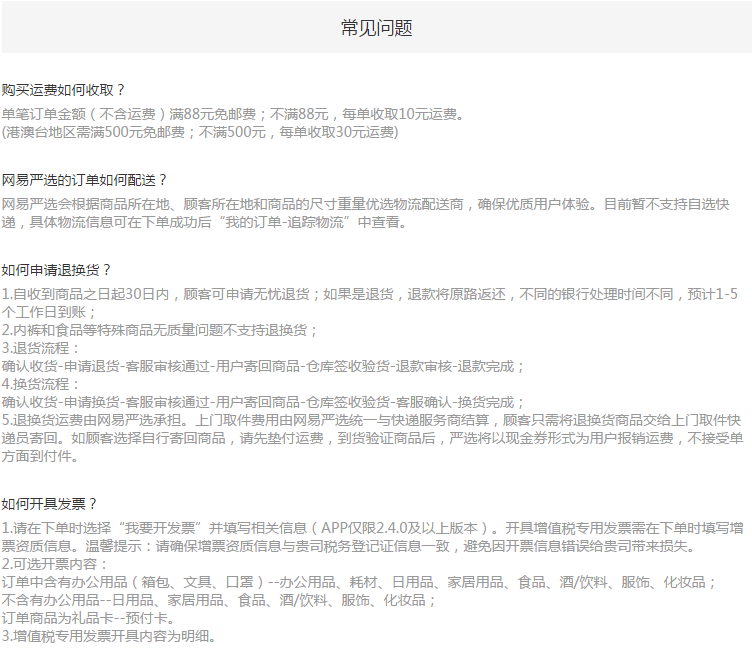 常见问题
购买运费如何收取？
单笔订单金额（不含运费）满88元免邮费；不满88元，每单收取10元运费。
(港澳台地区需满500元免邮费；不满500元，每单收取30元运费)
网易严选的订单如何配送？
网易严选会根据商品所在地、顾客所在地和商品的尺寸重量优选物流配送商，确保优质用户体验。目前暂不支持自选快
递，具体物流信息可在下单成功后“我的订单-追踪物流”中查看。
如何申请退换货？
1.自收到商品之日起30日内，顾客可申请无忧退货；如果是退货，退款将原路返还，不同的银行处理时间不同，预计1-5
个工作日到账；
2.内裤和食品等特殊商品无质量问题不支持退换货；
3.退货流程：
确认收货-申请退货-客服审核通过-用户寄回商品-仓库签收验货-退款审核-退款完成；
4.换货流程：
确认收货-申请换货-客服审核通过-用户寄回商品-仓库签收验货-客服确认-换货完成；
5.退换货运费由网易严选承担。上门取件费用由网易严选统一与快递服务商结算，顾客只需将退换货商品交给上门取件快
递员寄回。如顾客选择自行寄回商品，请先垫付运费，到货验证商品后，严选将以现金券形式为用户报销运费，不接受单
方面到付件。
如何开具发票？
1.请在下单时选择“我要开发票”并填写相关信息（APP仅限2.4.0及以上版本）。开具增值税专用发票需在下单时填写增
票资质信息。温馨提示：请确保增票资质信息与贵司税务登记证信息一致，避免因开票信息错误给贵司带来损失。
2.可选开票内容：
订单中含有办公用品（箱包、文具、口罩）--办公用品、耗材、日用品、家居用品、食品、酒/饮料、服饰、化妆品；
不含有办公用品--日用品、家居用品、食品、酒/饮料、服饰、化妆品；
订单商品为礼品卡--预付卡。
3.增值税专用发票开具内容为明细。